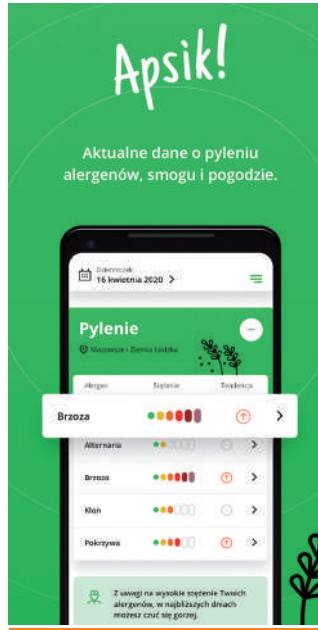 Apsik!
Aktualne dane o pyleniu
alergenów, smogu i pogodzie.
Dzienniczek
16 kwietnia 2020
Pylenie
Mazowsze i Ziemia Łódzka
Alergen Stężenie Tendencja
Brzoza
Alternaria
Brzoza
Klon
Pokrzywa
Z uwagi na wysokie stężenie Twoich
alergenów, w najbliższych dniach
możesz czuć się gorzej.